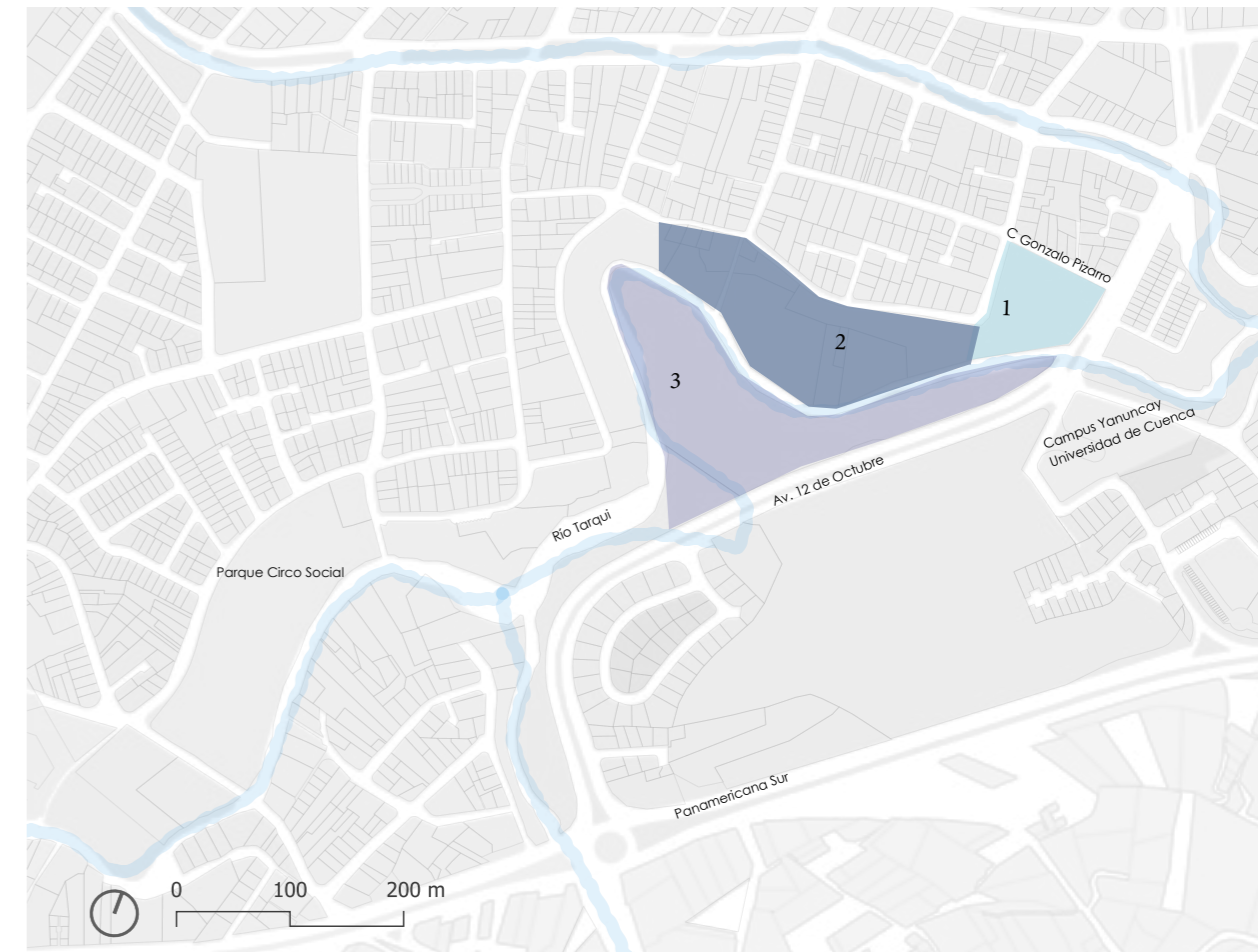 C Gonzalo Pizarro
1
2
3
Campus Yanuncay
Universidad de Cuenca
Av. 12 de Octubre
Río Tarqui
Parque Circo Social
Panamericana Sur
0 100 200 m